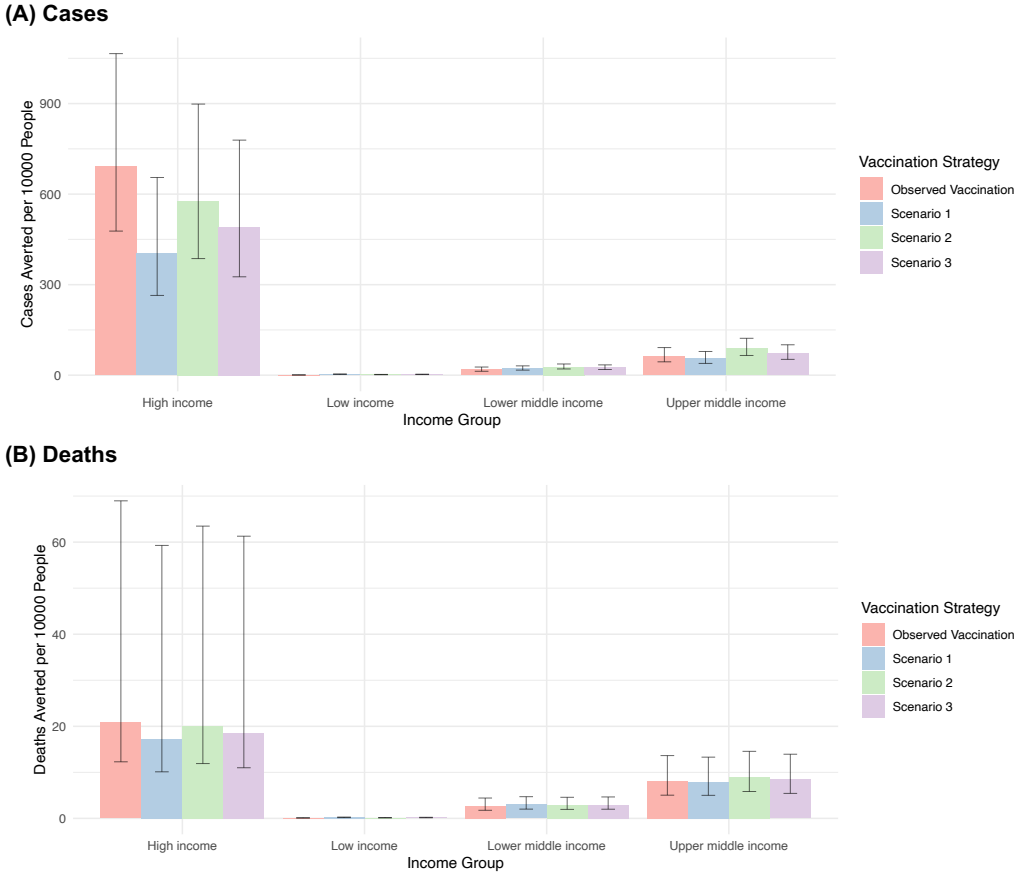 (A) Cases
Cases Averted per 10000 People
900
600
300
0
High income
Low income
Lower middle income
Upper middle income
Income Group
Vaccination Strategy
Observed Vaccination
Scenario 1
Scenario 2
Scenario 3
(B) Deaths
Deaths Averted per 10000 People
60
40
20
0
High income
Low income
Lower middle income
Upper middle income
Income Group
Vaccination Strategy
Observed Vaccination
Scenario 1
Scenario 2
Scenario 3